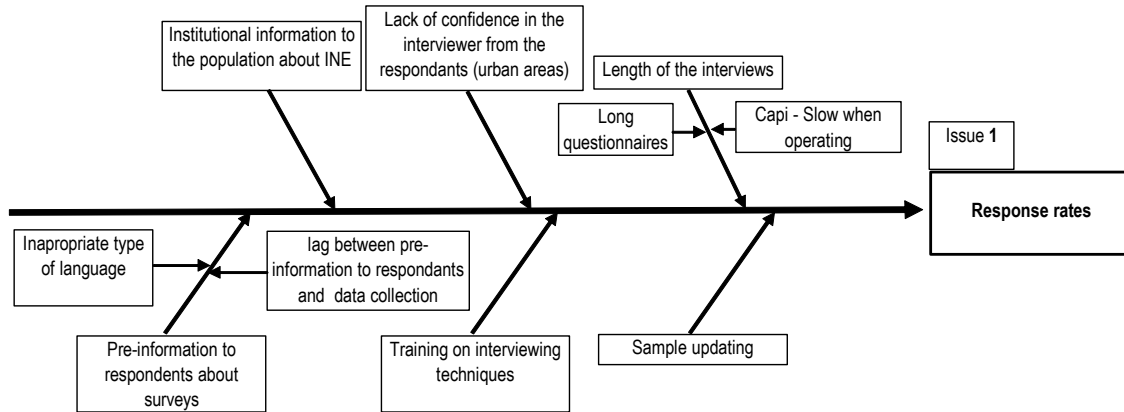 Institutional information to
the population about INE
Lack of confidence in the
interviewer from the
respondants (urban areas)
Length of the interviews
Long
questionnaires
Capi - Slow when
operating
Issue 1
Response rates
Inapropriate type
of language
lag between pre-
information to respondants
and data collection
Pre-information to
respondents about
surveys
Training on interviewing
techniques
Sample updating